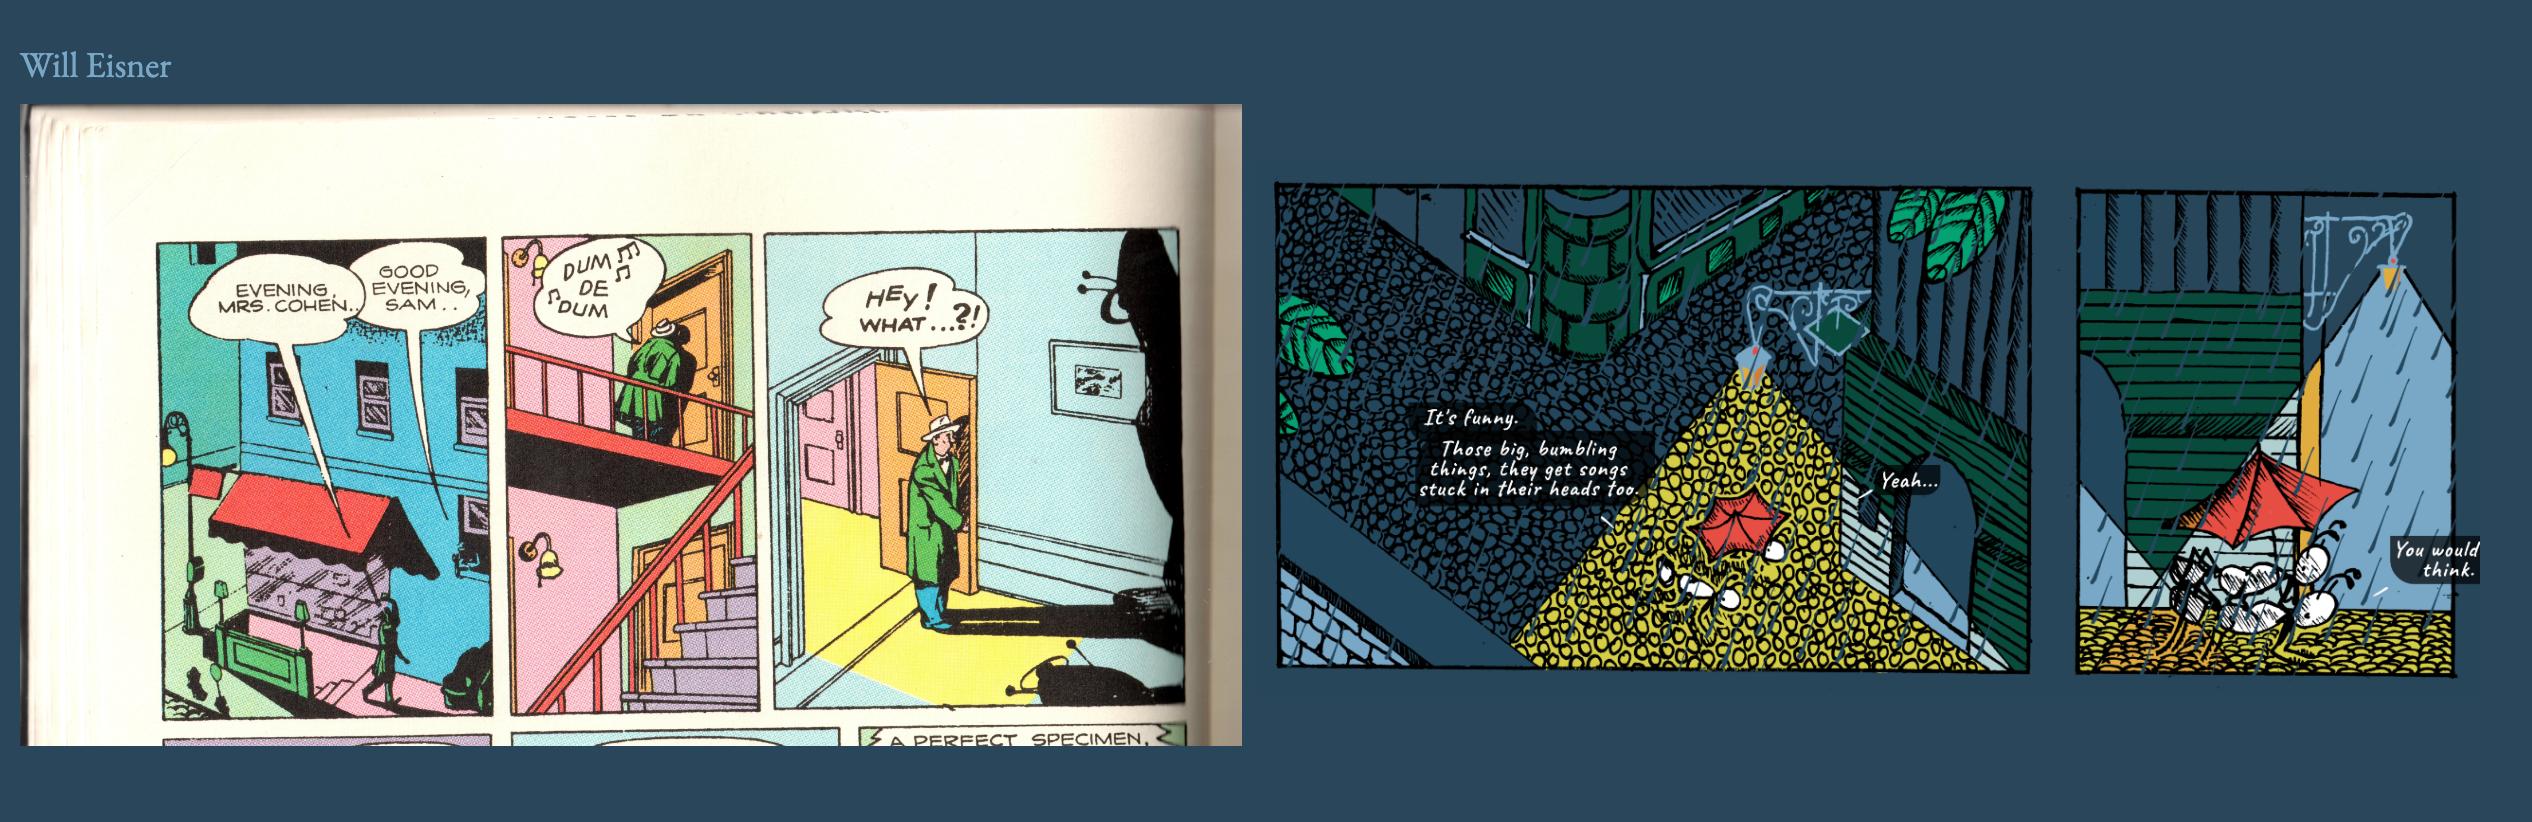 Will Eisner
EVENING,
MRS. COHEN..
GOOD
EVENING,
SAM..
DUM
DE
DUM
HEY!
WHAT...?!
A PERFECT SPECIMEN,
It's funny.
Those big, bumbling
things, they get songs
stuck in their heads too.
Yeah...
You would
think.